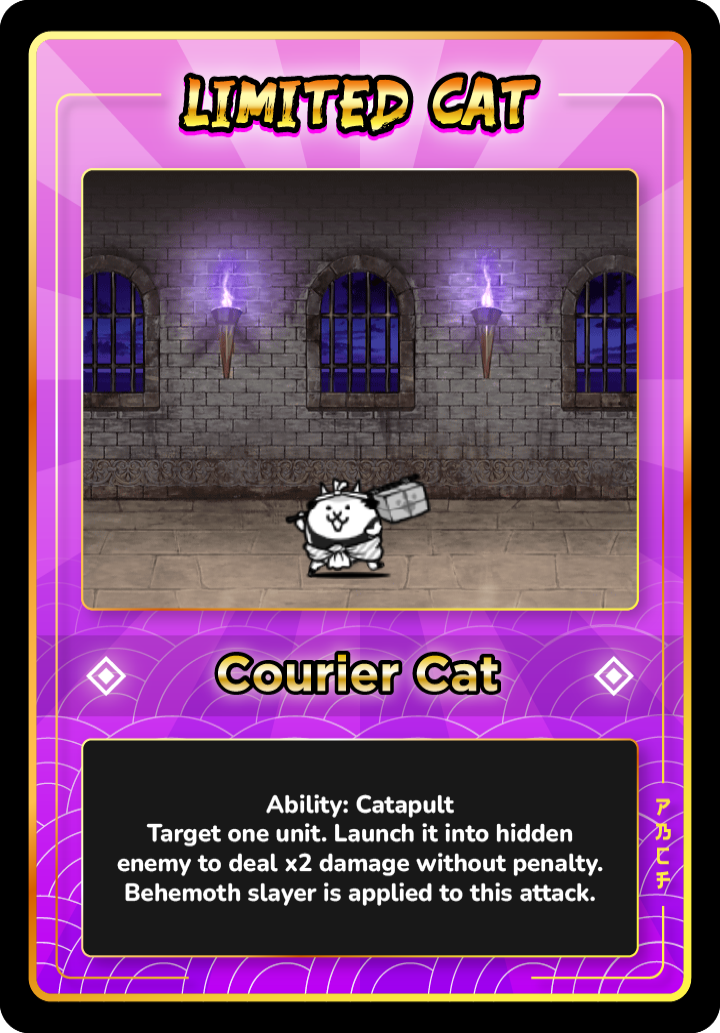 LIMITED CAT
Courier Cat
Ability: Catapult
Target one unit. Launch it into hidden
enemy to deal x2 damage without penalty.
Behemoth slayer is applied to this attack.